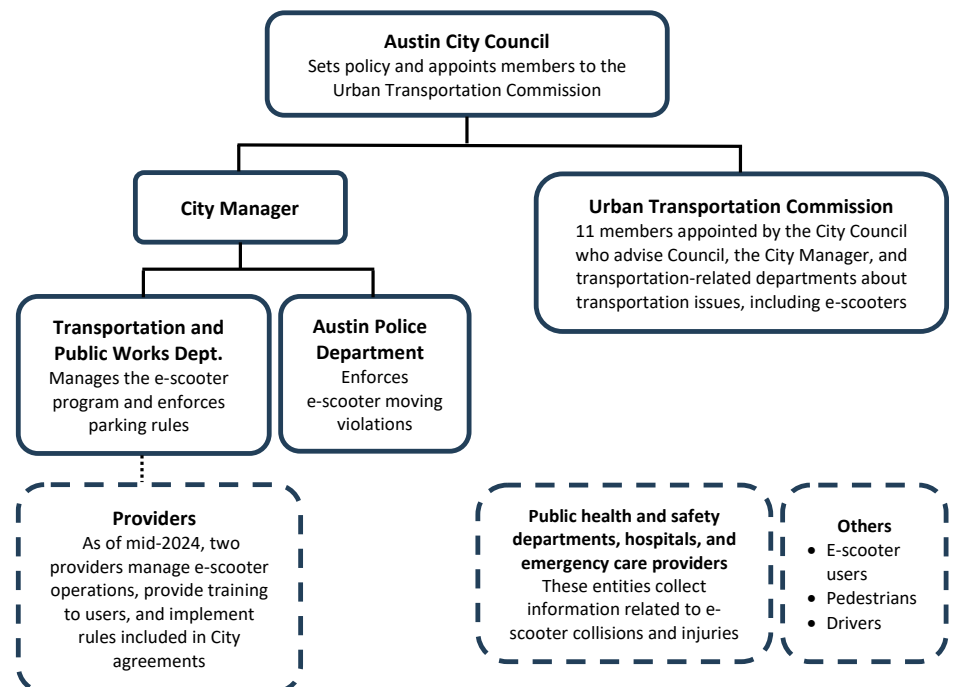 Austin City Council
Sets policy and appoints members to the
Urban Transportation Commission
City Manager
Urban Transportation Commission
11 members appointed by the City Council
who advise Council, the City Manager, and
transportation-related departments about
transportation issues, including e-scooters
Transportation and
Public Works Dept.
Manages the e-scooter
program and enforces
parking rules
Austin Police
Department
Enforces
e-scooter moving
violations
Providers
As of mid-2024, two
providers manage e-scooter
operations, provide training
to users, and implement
rules included in City
agreements
Public health and safety
departments, hospitals, and
emergency care providers
These entities collect
information related to e-
scooter collisions and injuries
Others
• E-scooter
users
• Pedestrians
• Drivers